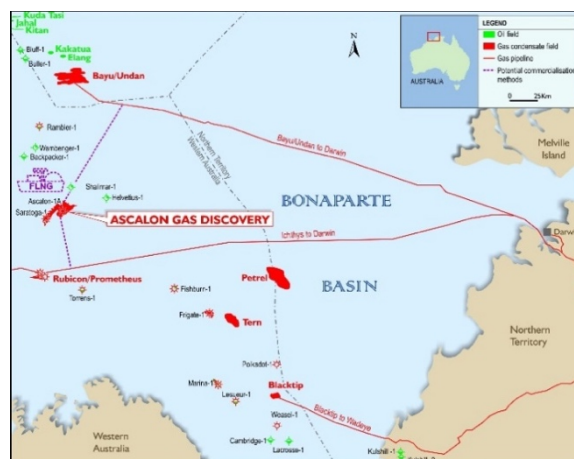 Kuda Tasi
Jahal
Kitan
Kakatua
Elang
Bluff-1
Buller-1
Bayu/Undan
Rambler-1
Wamberger-1
Backpacker-1
FLNG
Shalimar-1
Helvetius-1
Ascalon-1A
Saratoga-1
ASCALON GAS DISCOVERY
Northern Territory
Western Australia
Bayu/Undan to Darwin
BONAPARTE
BASIN
Ichthys to Darwin
Rubicon/Prometheus
Torrens-1
Fishburn-1
Petrel
Frigate-1
Tern
Polkadot-1
Marina-1
Lesueur-1
Blacktip
Blacktip to Wadeye
Weasel-1
Cambridge-1
Lacrosse-1
Kulshill-1
Western
Australia
Northern
Territory
Melville
Island
N
AUSTRALIA
LEGEND
Oil field
Gas condensate field
Gas pipeline
Potential commercialisation
methods
0 25Km